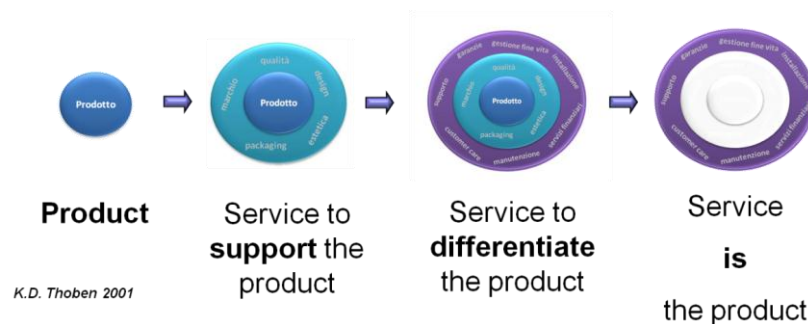 Prodotto
qualità
design
estetica
packaging
marchio
Prodotto
garanzie
gestione fine vita
installazione
servizi finanziari
manutenzione
customer care
supporto
qualità
design
estetica
packaging
marchio
Prodotto
garanzie
gestione fine vita
installazione
servizi finanziari
manutenzione
customer care
supporto
Product
Service to
support the
product
Service to
differentiate
the product
Service
is
the product
K.D. Thoben 2001